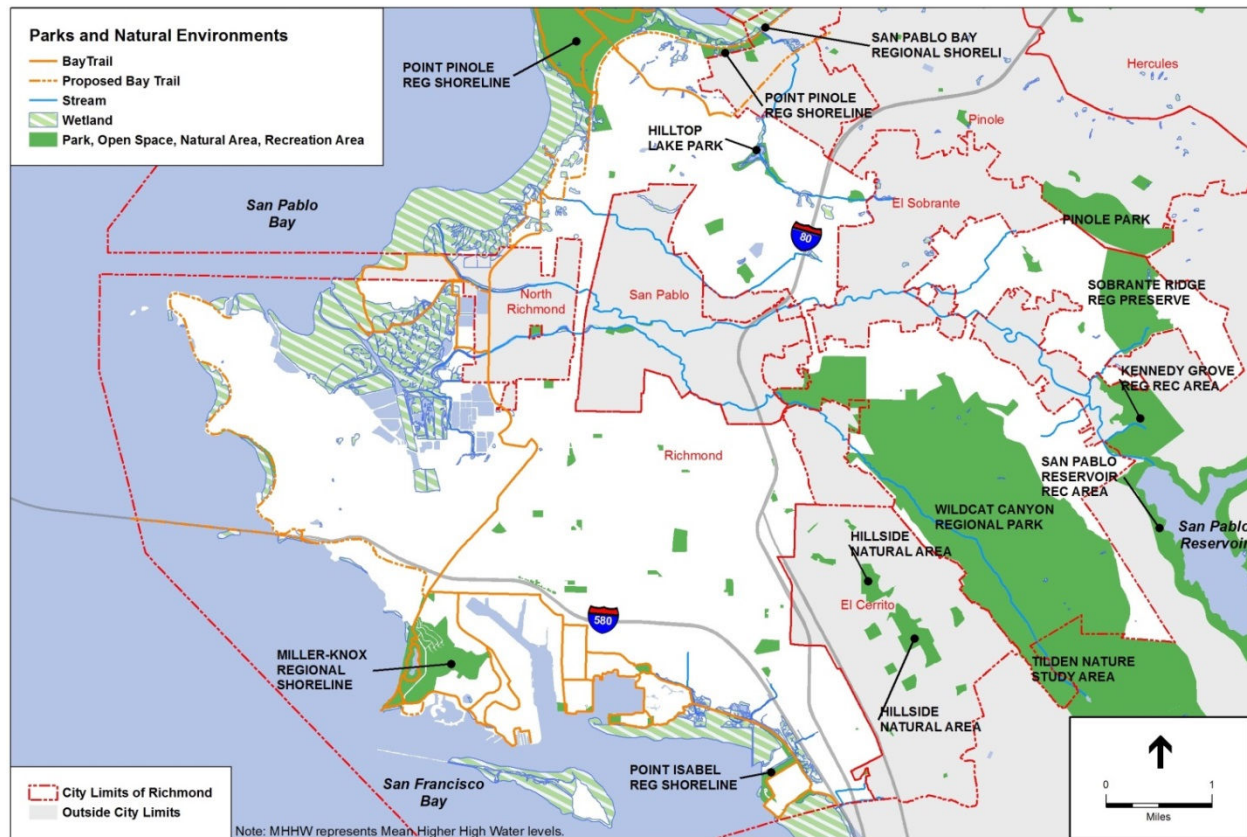 Parks and Natural Environments
BayTrail
Proposed Bay Trail
Stream
Wetland
Park, Open Space, Natural Area, Recreation Area
POINT PINOLE
REG SHORELINE
SAN PABLO BAY
REGIONAL SHORELI
POINT PINOLE
REG SHORELINE
Hercules
Pinole
HILLTOP
LAKE PARK
El Sobrante
San Pablo
Bay
80
PINOLE PARK
SOBRANTE RIDGE
REG PRESERVE
North
Richmond
San Pablo
KENNEDY GROVE
REG REC AREA
Richmond
SAN PABLO
RESERVOIR
REC AREA
San Pablo
Reservoir
WILDCAT CANYON
REGIONAL PARK
HILLSIDE
NATURAL AREA
El Cerrito
580
MILLER-KNOX
REGIONAL
SHORELINE
TILDEN NATURE
STUDY AREA
HILLSIDE
NATURAL AREA
POINT ISABEL
REG SHORELINE
San Francisco
Bay
City Limits of Richmond
Outside City Limits
Note: MHHW represents Mean Higher High Water levels.
0 1
Miles